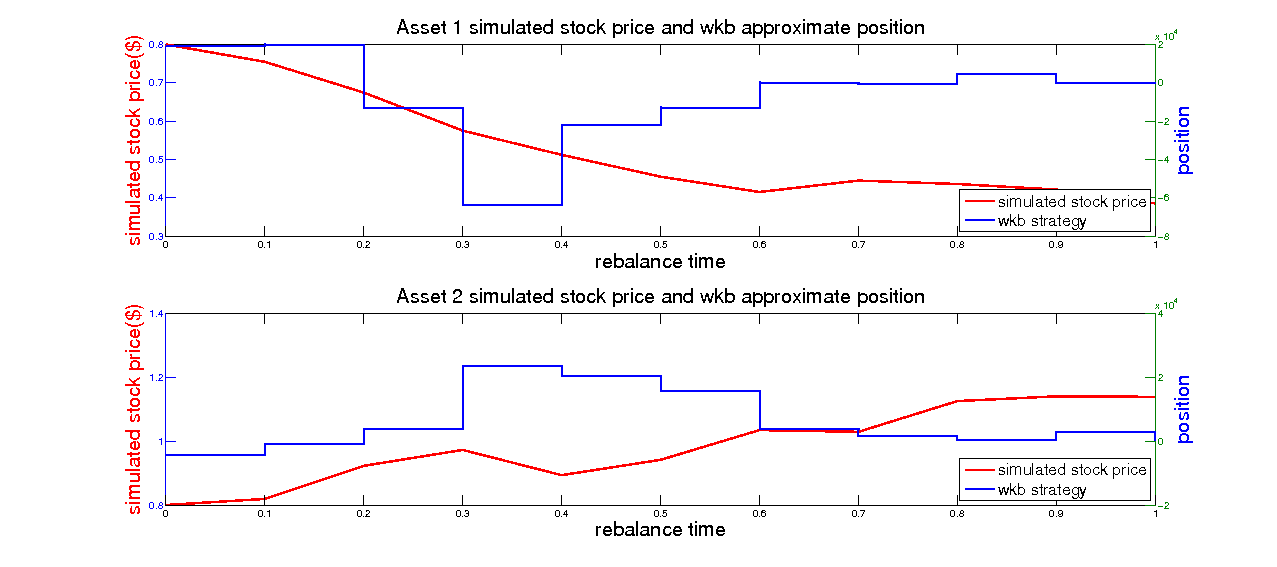 Asset 1 simulated stock price and wkb approximate position
x 10^4
simulated stock price($)
0.8
0.7
0.6
0.5
0.4
0.3
2
0
−2
−4
−6
−8
position
simulated stock price
wkb strategy
0 0.1 0.2 0.3 0.4 0.5 0.6 0.7 0.8 0.9 1
rebalance time
Asset 2 simulated stock price and wkb approximate position
x 10^4
simulated stock price($)
1.4
1.2
1
0.8
4
2
0
−2
position
simulated stock price
wkb strategy
0 0.1 0.2 0.3 0.4 0.5 0.6 0.7 0.8 0.9 1
rebalance time